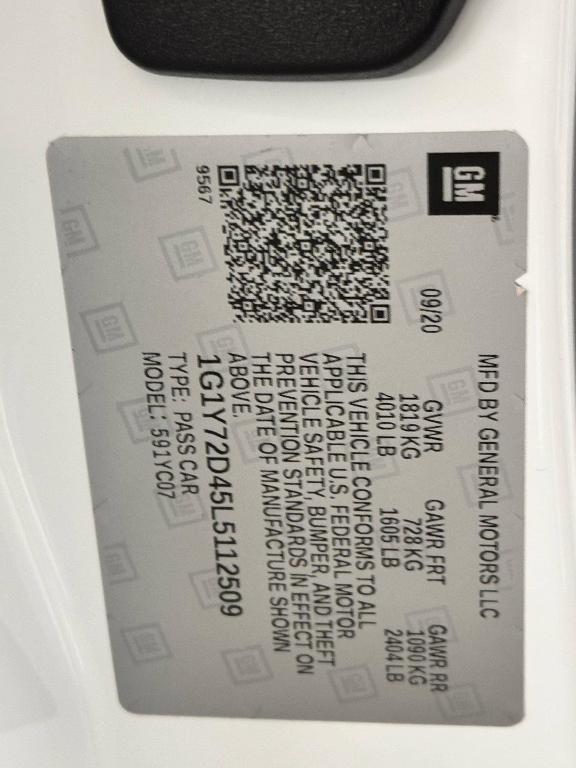 GM
09/20
MFD BY GENERAL MOTORS LLC
GVWR GAWR FRT GAWR RR
1819 KG 728 KG 1090 KG
4010 LB 1605 LB 2404 LB
THIS VEHICLE CONFORMS TO ALL
APPLICABLE U.S. FEDERAL MOTOR
VEHICLE SAFETY, BUMPER, AND THEFT
PREVENTION STANDARDS IN EFFECT ON
THE DATE OF MANUFACTURE SHOWN
ABOVE.
1G1Y72D45L5112509
TYPE: PASS CAR
MODEL: 591YC07
9567